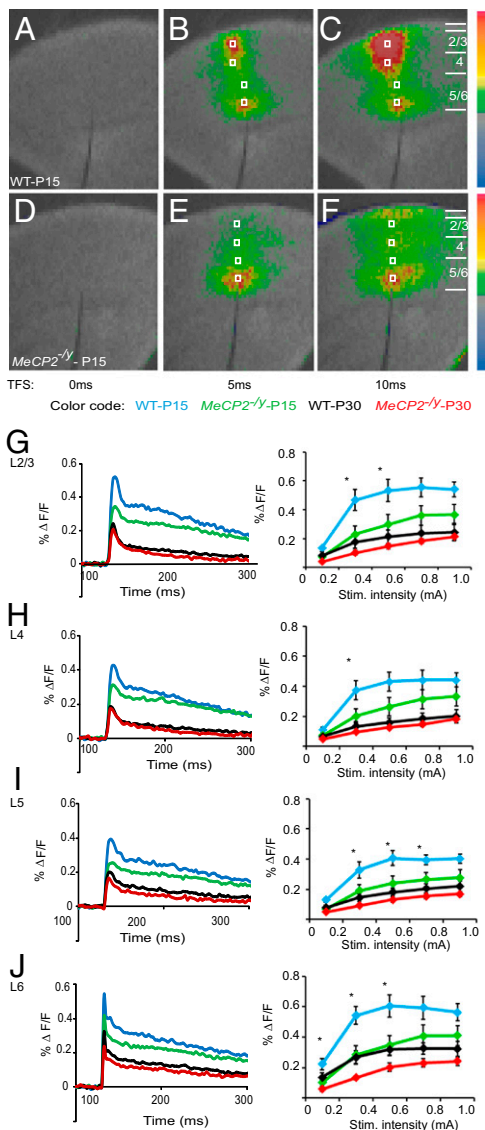 A B C
2/3
4
5/6
WT-P15
D E F
2/3
4
5/6
MeCP2-/y- P15
TFS: 0ms 5ms 10ms
Color code: WT-P15 MeCP2-/y-P15 WT-P30 MeCP2-/y-P30
G
L2/3
% Δ F/F
0.6
0.4
0.2
0
100 200 300
Time (ms)
% ΔF/F
0.8
0.6
0.4
0.2
* *
0 0.2 0.4 0.6 0.8 1.0
Stim. intensity (mA)
H
L4
% ΔF/F
0.6
0.4
0.2
0
100 200 300
Time (ms)
% ΔF/F
0.8
0.6
0.4
0.2
*
0 0.2 0.4 0.6 0.8 1.0
Stim. intensity (mA)
I
L5
% ΔF/F
0.6
0.4
0.2
0
100 200 300
Time (ms)
% ΔF/F
0.8
0.6
0.4
0.2
* * *
0 0.2 0.4 0.6 0.8 1.0
Stim. intensity (mA)
J
L6
% ΔF/F
0.6
0.4
0.2
0
100 200 300
Time (ms)
% ΔF/F
0.8
0.6
0.4
0.2
* * *
0 0.2 0.4 0.6 0.8 1.0
Stim. intensity (mA)